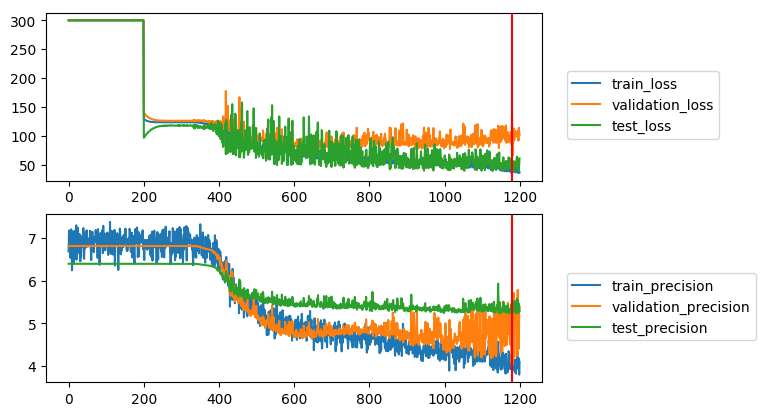 300
250
200
150
100
50
0 200 400 600 800 1000 1200
train_loss
validation_loss
test_loss
7
6
5
4
0 200 400 600 800 1000 1200
train_precision
validation_precision
test_precision